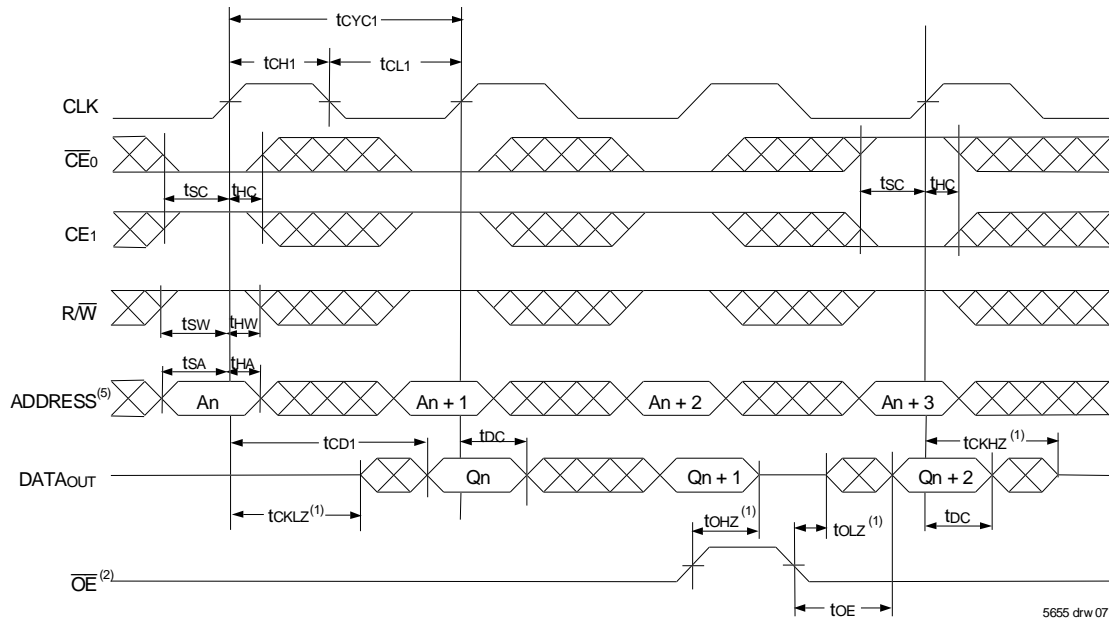 tCYC1
tCH1 tCL1
CLK
CE0
tSC tHC tSC tHC
CE1
R/W
tSW tHW
tSA tHA
ADDRESS(5) An An + 1 An + 2 An + 3
tCD1 tDC tCKHZ (1)
DATAOUT Qn Qn + 1 Qn + 2
tCKLZ(1) tOHZ (1) tOLZ (1) tDC
OE (2)
tOE
5655 drw 07